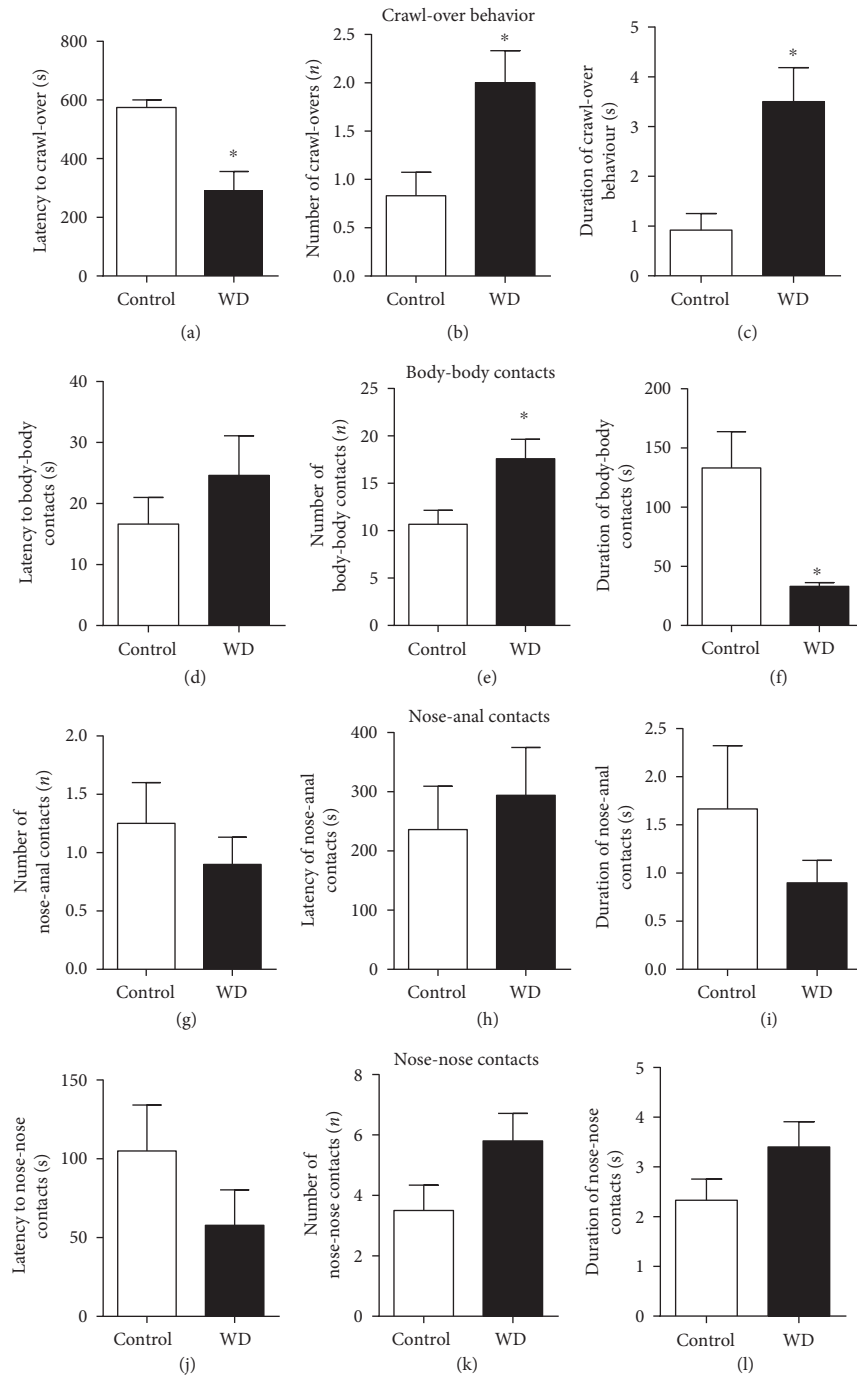 Crawl-over behavior
Latency to crawl-over (s)
800
600
400
200
0
*
Control WD
(a)
Number of crawl-overs (n)
2.5
2.0
1.5
1.0
0.5
0.0
*
Control WD
(b)
Duration of crawl-over
behaviour (s)
5
4
3
2
1
0
*
Control WD
(c)
Body-body contacts
Latency to body-body
contacts (s)
40
30
20
10
0
Control WD
(d)
Number of
body-body contacts (n)
25
20
15
10
5
0
*
Control WD
(e)
Duration of body-body
contacts (s)
200
150
100
50
0
*
Control WD
(f)
Nose-anal contacts
Number of
nose-anal contacts (n)
2.0
1.5
1.0
0.5
0.0
Control WD
(g)
Latency of nose-anal
contacts (s)
400
300
200
100
0
Control WD
(h)
Duration of nose-anal
contacts (s)
2.5
2.0
1.5
1.0
0.5
0.0
Control WD
(i)
Nose-nose contacts
Latency to nose-nose
contacts (s)
150
100
50
0
Control WD
(j)
Number of
nose-nose contacts (n)
8
6
4
2
0
Control WD
(k)
Duration of nose-nose
contacts (s)
5
4
3
2
1
0
Control WD
(l)